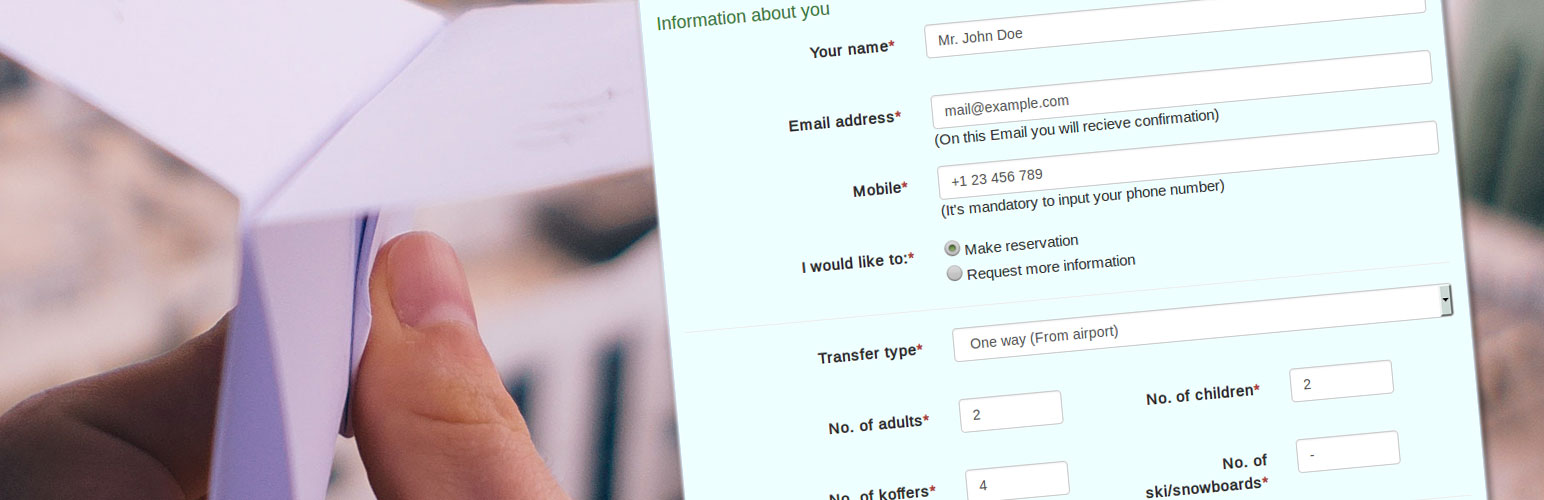 Information about you
Your name*
Mr. John Doe
Email address*
mail@example.com
(On this Email you will recieve confirmation)
Mobile*
+1 23 456 789
(It's mandatory to input your phone number)
I would like to:*
Make reservation
Request more information
Transfer type*
One way (From airport)
No. of adults*
2
No. of children*
2
No. of koffers*
4
No. of
ski/snowboards*
-